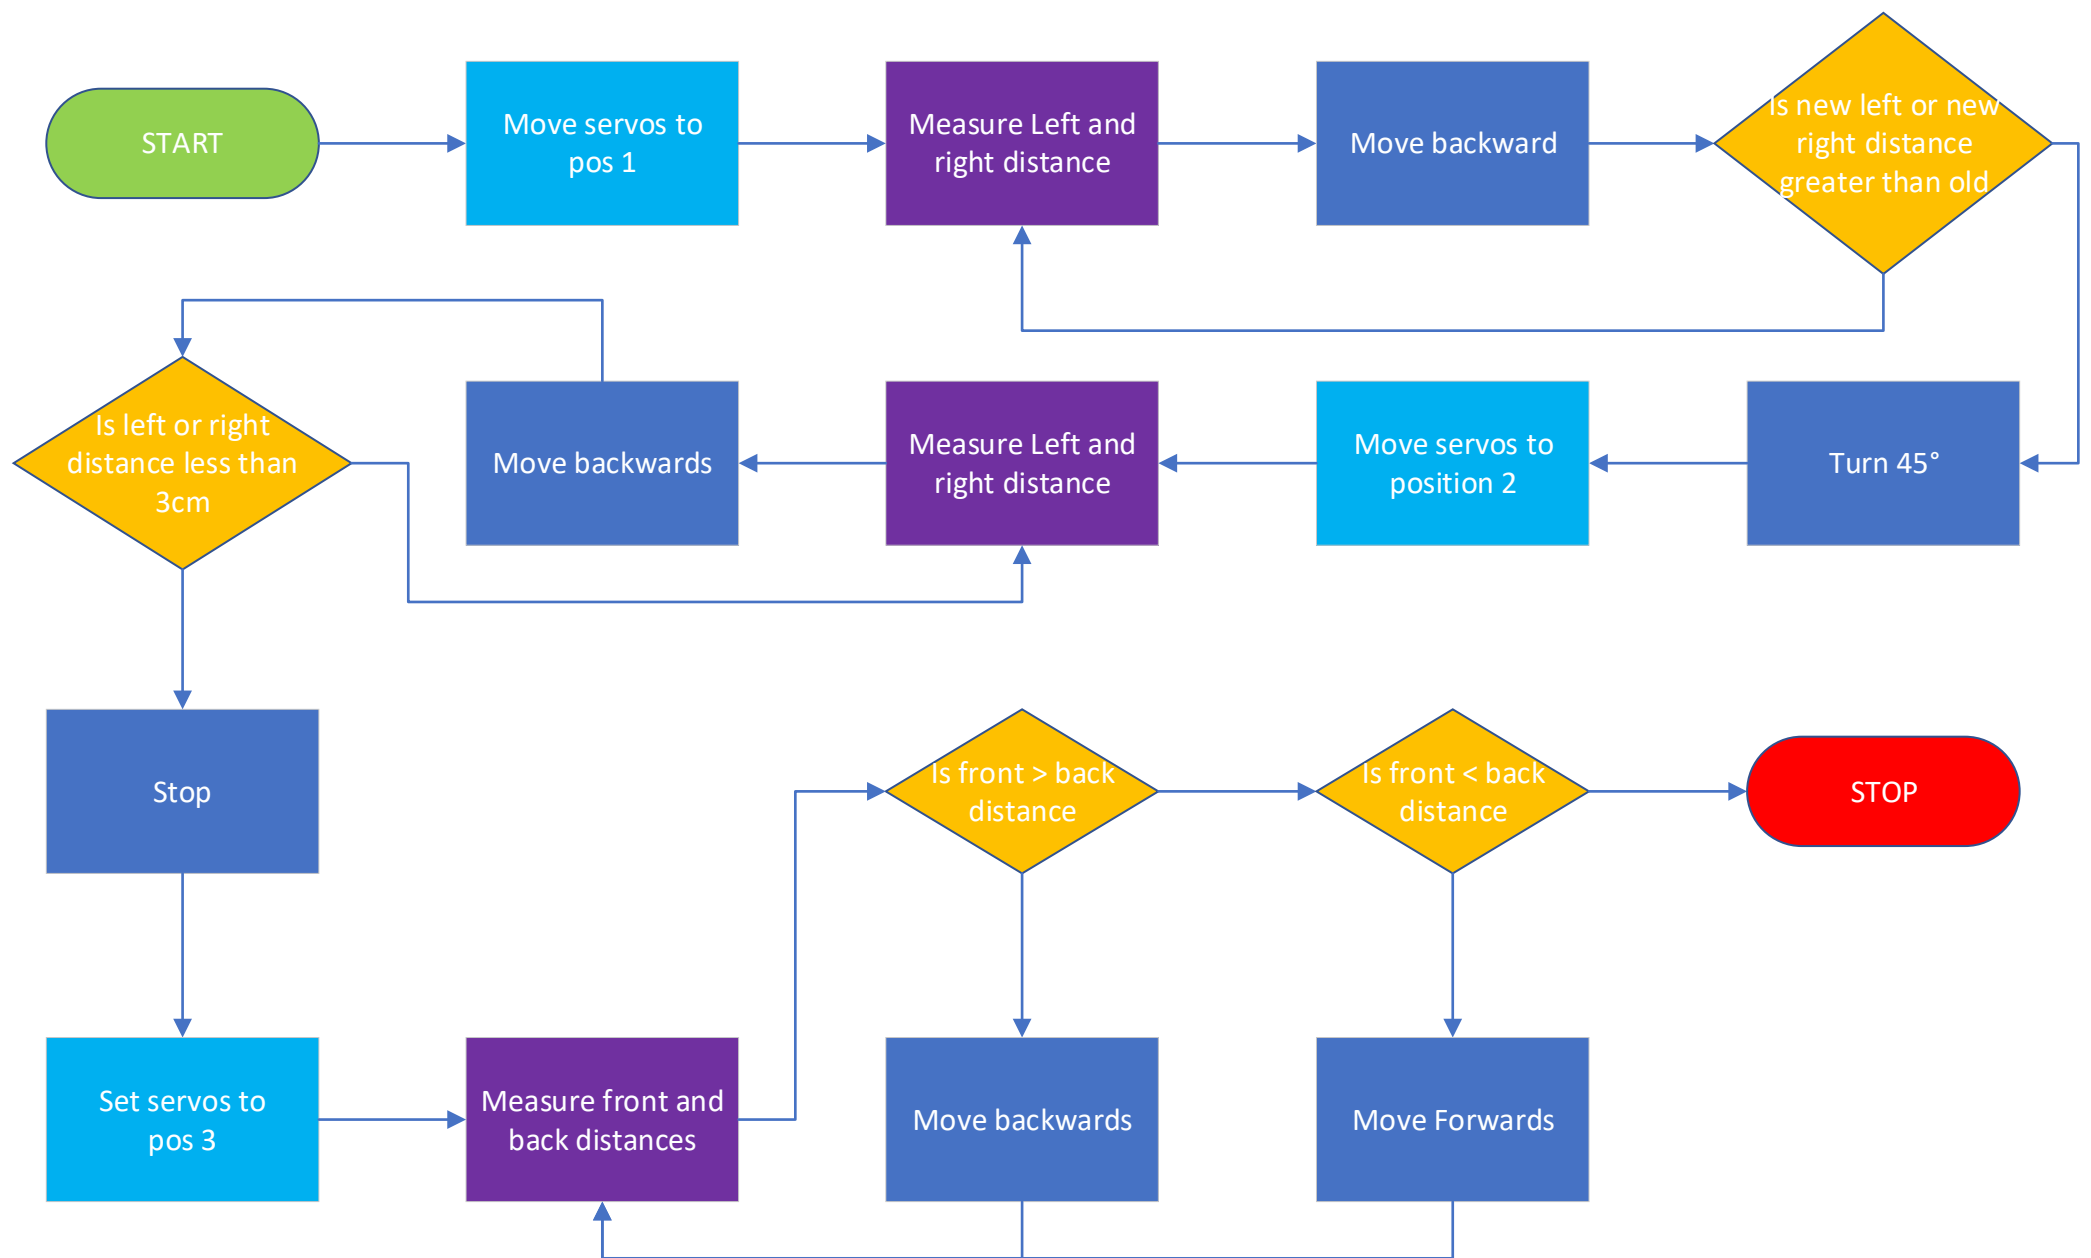 START
Move servos to
pos 1
Measure Left and
right distance
Move backward
Is new left or new
right distance
greater than old
Is left or right
distance less than
3cm
Move backwards
Measure Left and
right distance
Move servos to
position 2
Turn 45°
Stop
Is front > back
distance
Is front < back
distance
STOP
Set servos to
pos 3
Measure front and
back distances
Move backwards
Move Forwards